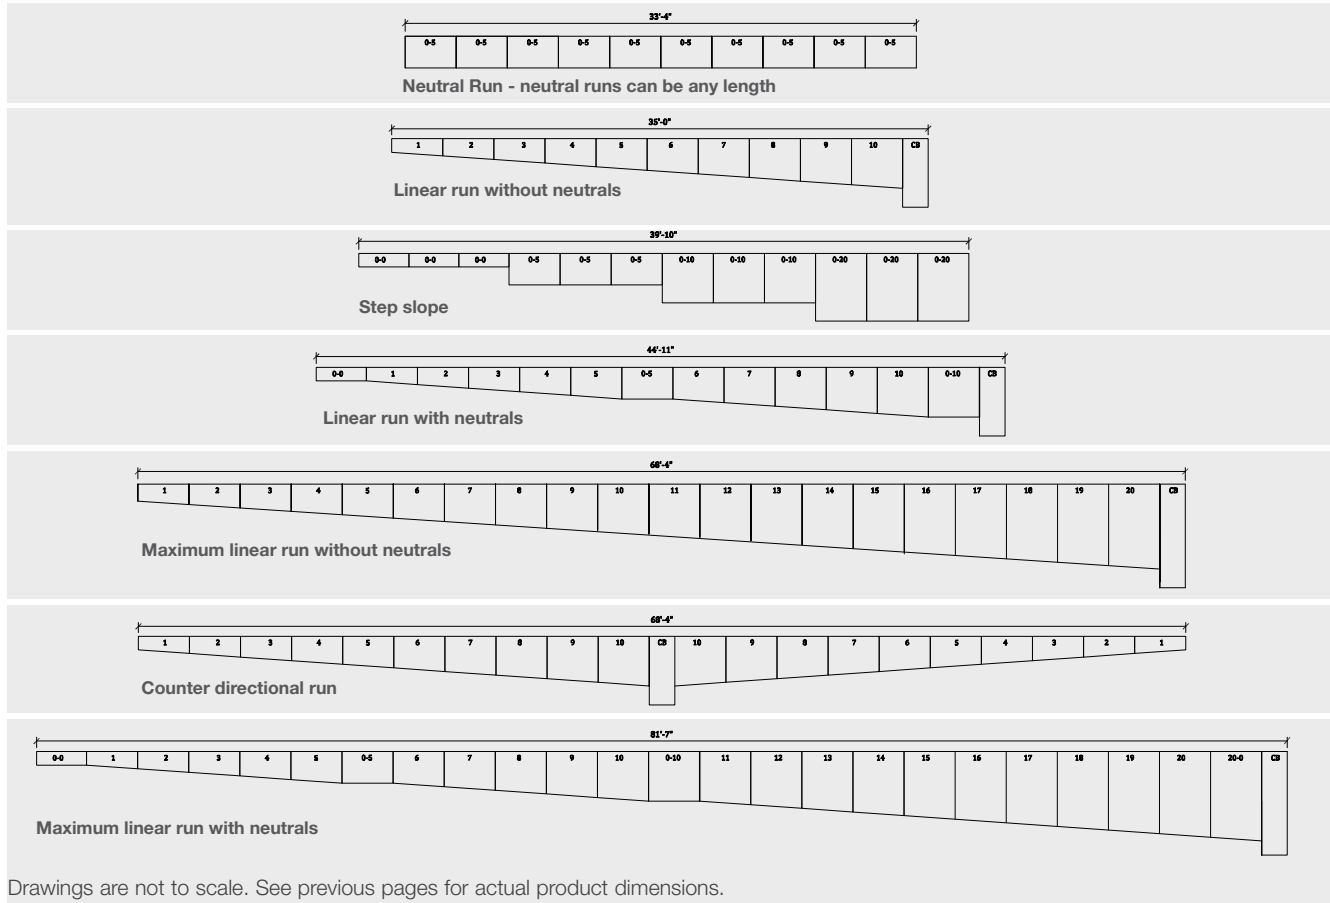 33'-4"
0-5 0-5 0-5 0-5 0-5 0-5 0-5 0-5 0-5 0-5
Neutral Run - neutral runs can be any length
35'-0"
1 2 3 4 5 6 7 8 9 10 CB
Linear run without neutrals
39'-10"
0-0 0-0 0-0 0-5 0-5 0-5 0-10 0-10 0-10 0-20 0-20 0-20
Step slope
44'-11"
0-0 1 2 3 4 5 0-5 6 7 8 9 10 0-10 CB
Linear run with neutrals
68'-4"
1 2 3 4 5 6 7 8 9 10 11 12 13 14 15 16 17 18 19 20 CB
Maximum linear run without neutrals
68'-4"
1 2 3 4 5 6 7 8 9 10 CB 10 9 8 7 6 5 4 3 2 1
Counter directional run
81'-7"
0-0 1 2 3 4 5 0-5 6 7 8 9 10 0-10 11 12 13 14 15 16 17 18 19 20 20-0 CB
Maximum linear run with neutrals
Drawings are not to scale. See previous pages for actual product dimensions.